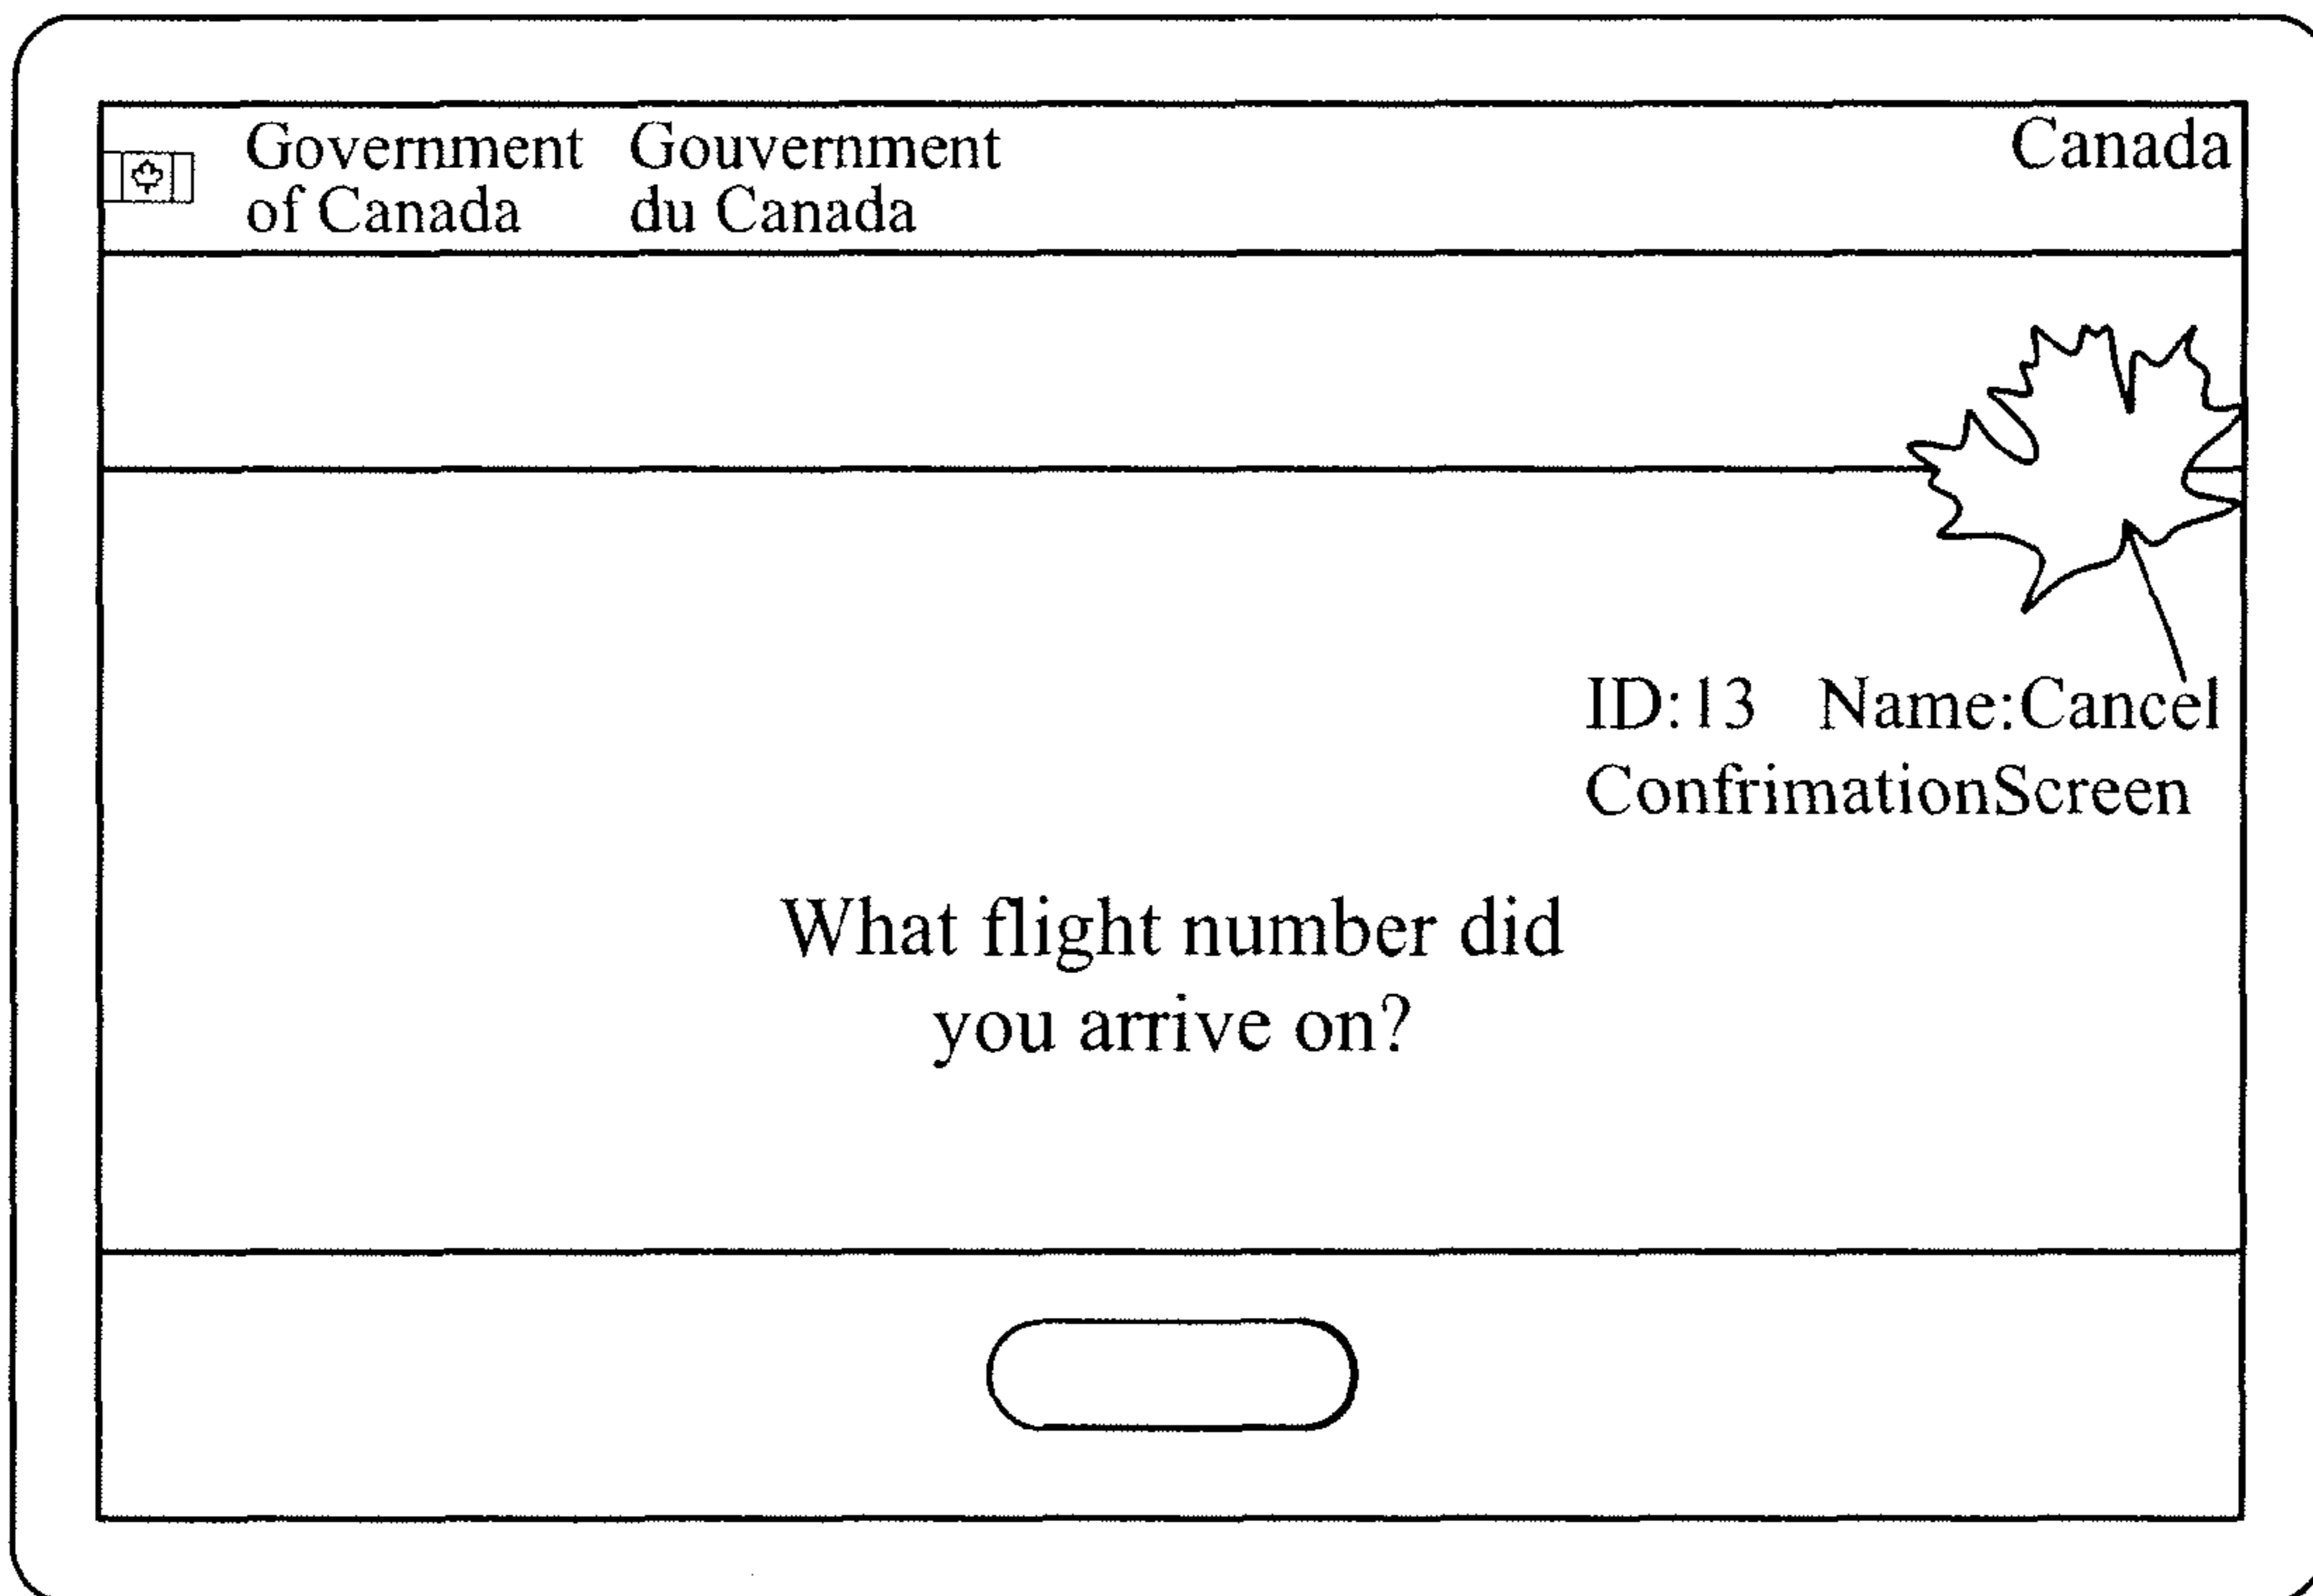 Government Gouvernment Canada
of Canada du Canada
ID:13 Name:Cancel
ConfrimationScreen
What flight number did
you arrive on?